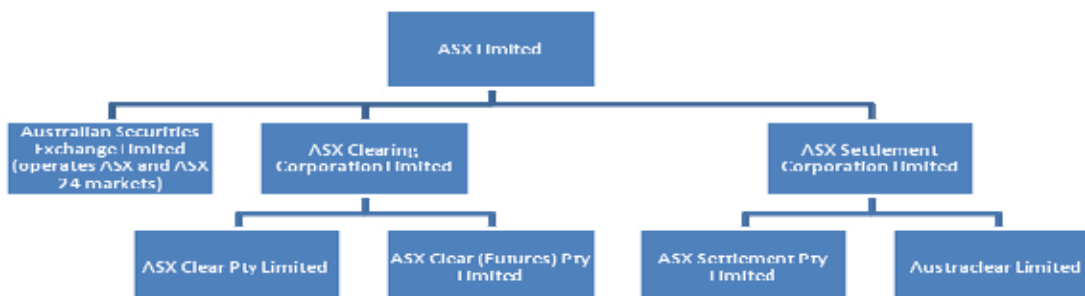 ASX Limited
Australian Securities
Exchange Limited
(operates ASX and ASX
24 markets)
ASX Clearing
Corporation Limited
ASX Settlement
Corporation Limited
ASX Clear Pty Limited
ASX Clear (Futures) Pty
Limited
ASX Settlement Pty
Limited
Austraclear Limited